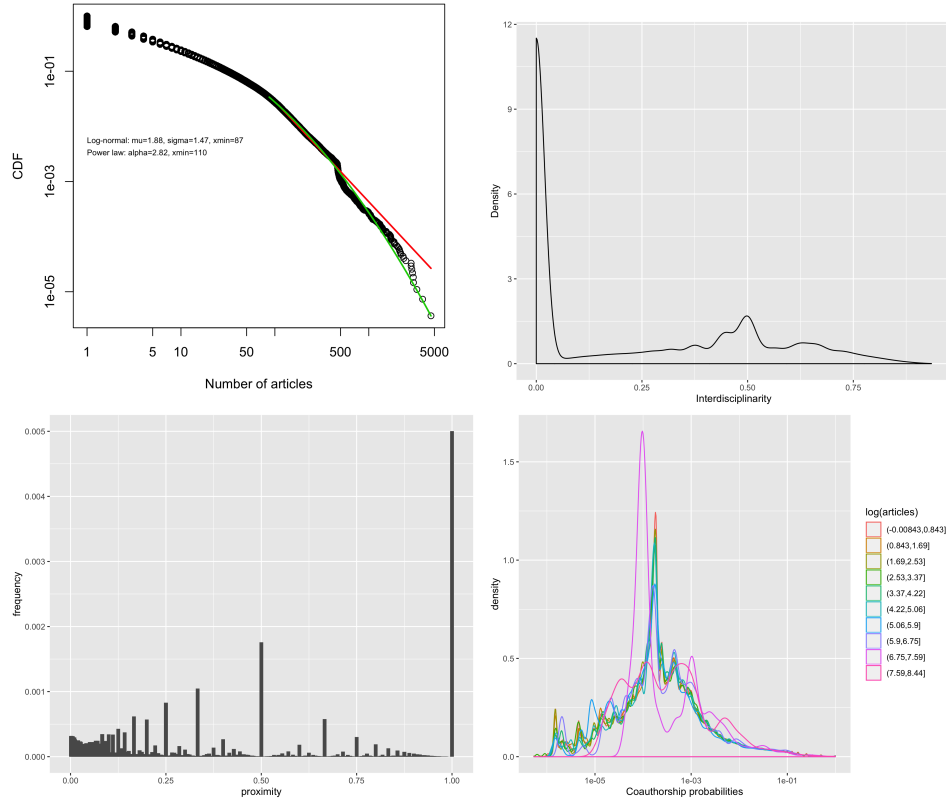 1e-01
1e-03
1e-05
CDF
Log-normal: mu=1.88, sigma=1.47, xmin=87
Power law: alpha=2.82, xmin=110
1 5 10 50 500 5000
Number of articles
12
9
6
3
0
Density
0.00 0.25 0.50 0.75
Interdisciplinarity
0.005
0.004
0.003
0.002
0.001
0.000
frequency
0.00 0.25 0.50 0.75 1.00
proximity
1.5
1.0
0.5
0.0
density
1e-05 1e-03 1e-01
Coauthorship probabilities
log(articles)
(-0.00843,0.843]
(0.843,1.69]
(1.69,2.53]
(2.53,3.37]
(3.37,4.22]
(4.22,5.06]
(5.06,5.9]
(5.9,6.75]
(6.75,7.59]
(7.59,8.44]